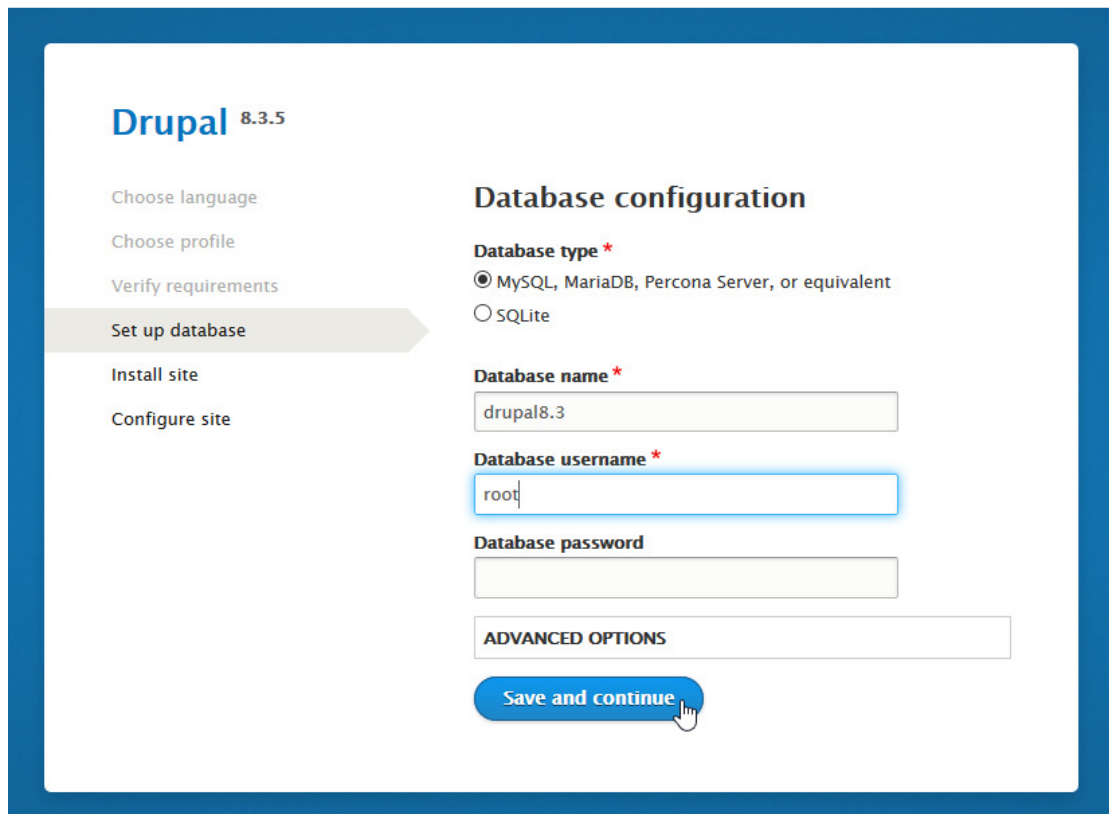 Drupal 8.3.5
Choose language
Choose profile
Verify requirements
Set up database
Install site
Configure site
Database configuration
Database type *
MySQL, MariaDB, Percona Server, or equivalent
SQLite
Database name *
drupal8.3
Database username *
root
Database password
ADVANCED OPTIONS
Save and continue